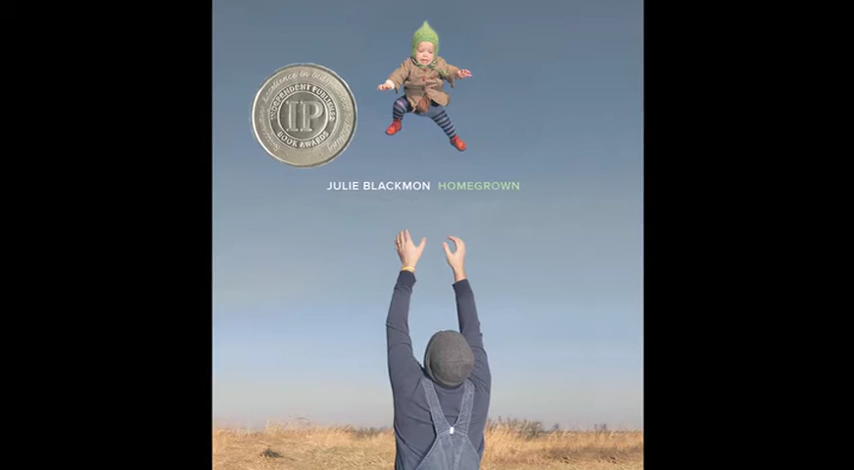 INDEPENDENT PUBLISHER
IP
BOOK AWARDS
JULIE BLACKMON HOMEGROWN